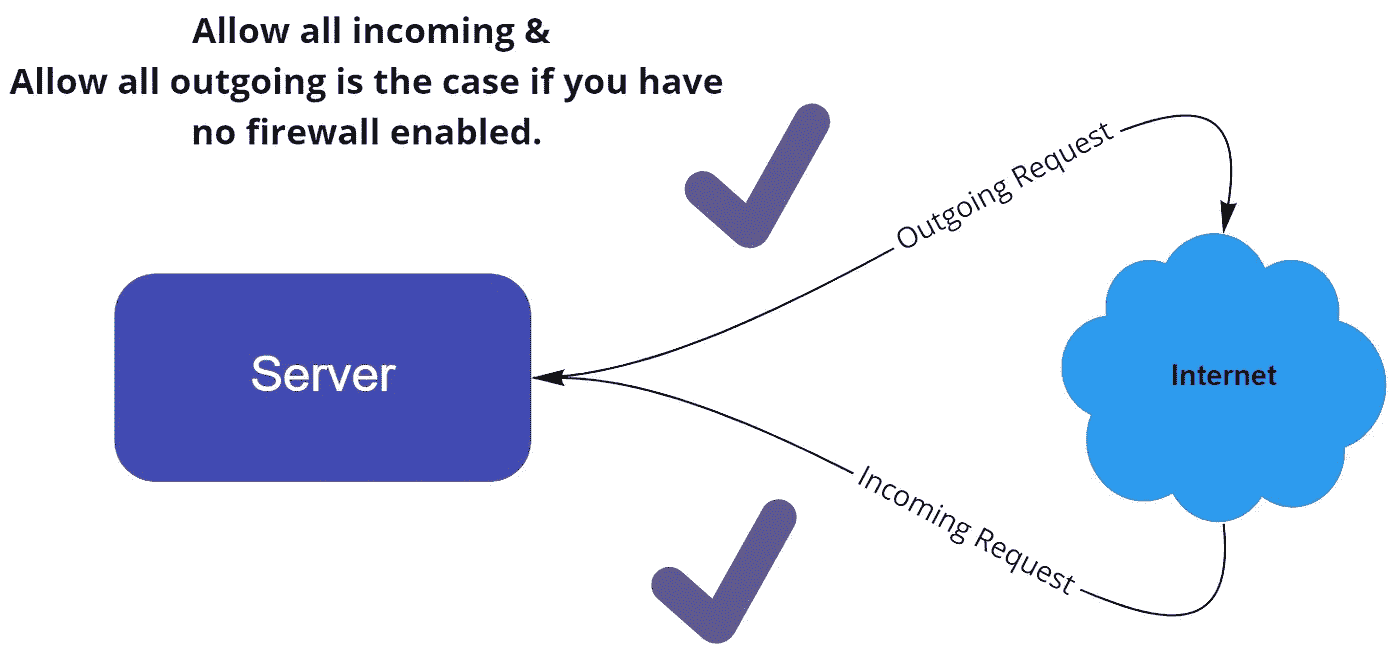 Allow all incoming &
Allow all outgoing is the case if you have
no firewall enabled.
Outgoing Request
Server
Internet
Incoming Request